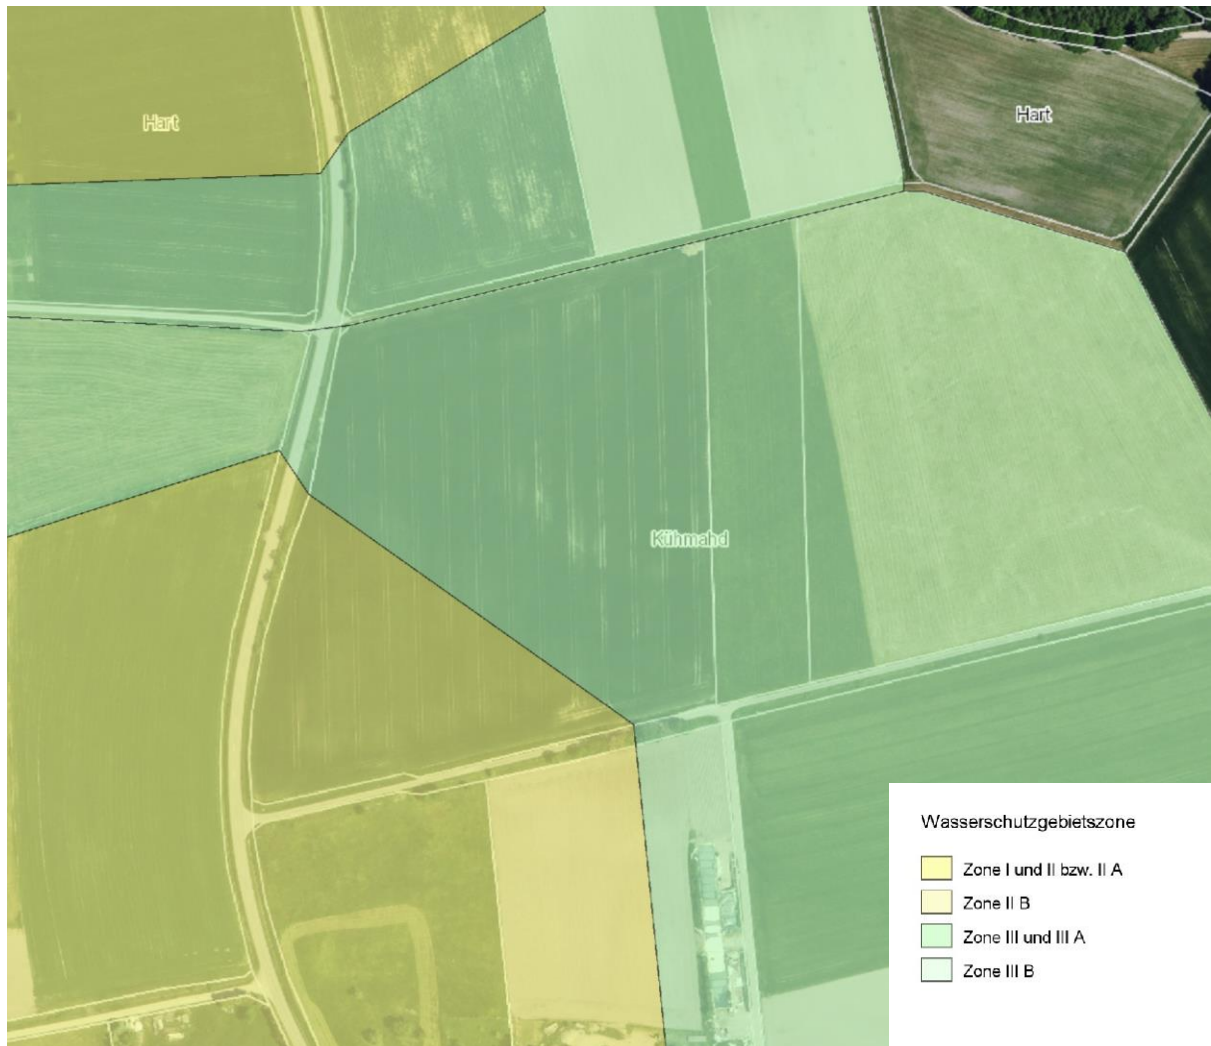 Hart
Hart
Kühmahd
Wasserschutzgebietszone
Zone I und II bzw. II A
Zone II B
Zone III und III A
Zone III B